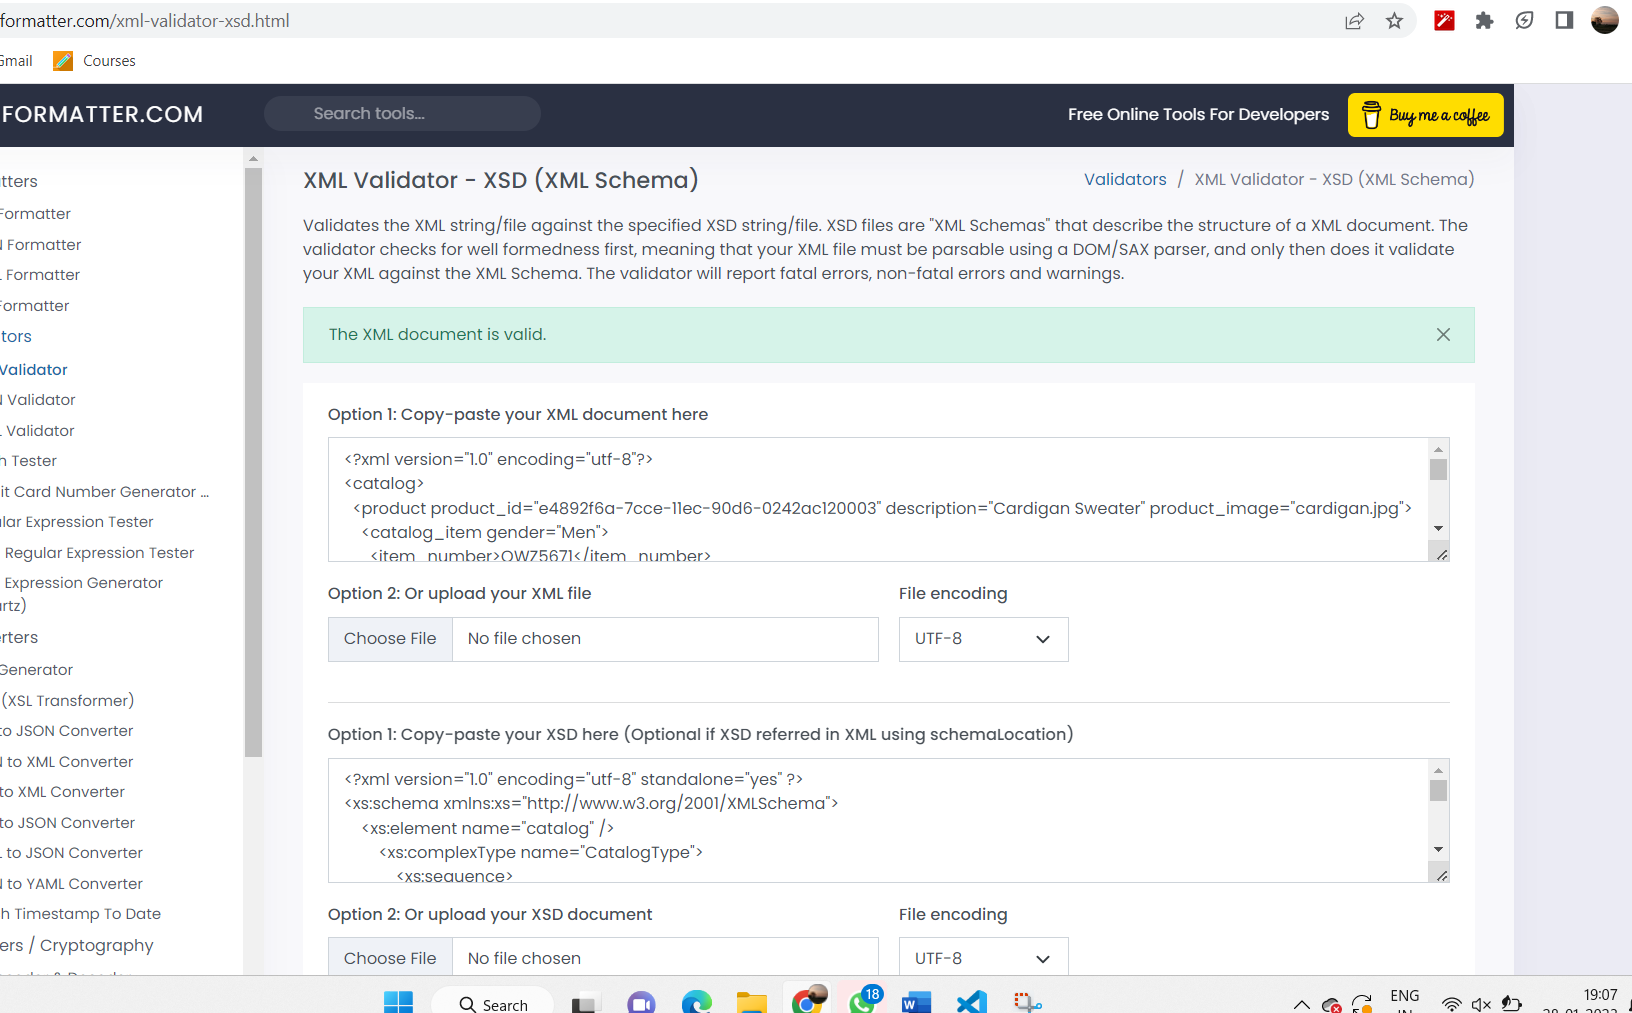 formatter.com/xml-validator-xsd.html
Gmail
Courses
FORMATTER.COM
Search tools...
Free Online Tools For Developers
Buy me a coffee
tters
Formatter
N Formatter
L Formatter
Formatter
tors
Validator
N Validator
L Validator
h Tester
it Card Number Generator ...
lar Expression Tester
Regular Expression Tester
Expression Generator
rtz)
erters
Generator
(XSL Transformer)
to JSON Converter
N to XML Converter
to XML Converter
to JSON Converter
L to JSON Converter
N to YAML Converter
h Timestamp To Date
ers / Cryptography
XML Validator - XSD (XML Schema)
Validators / XML Validator - XSD (XML Schema)
Validates the XML string/file against the specified XSD string/file. XSD files are "XML Schemas" that describe the structure of a XML document. The
validator checks for well formedness first, meaning that your XML file must be parsable using a DOM/SAX parser, and only then does it validate
your XML against the XML Schema. The validator will report fatal errors, non-fatal errors and warnings.
The XML document is valid.
Option 1: Copy-paste your XML document here
<?xml version="1.0" encoding="utf-8"?>
<catalog>
<product product_id="e4892f6a-7cce-11ec-90d6-0242ac120003" description="Cardigan Sweater" product_image="cardigan.jpg">
<catalog_item gender="Men">
<item_number>QWZ5671</item_number>
Option 2: Or upload your XML file
File encoding
Choose File
No file chosen
UTF-8
Option 1: Copy-paste your XSD here (Optional if XSD referred in XML using schemaLocation)
<?xml version="1.0" encoding="utf-8" standalone="yes" ?>
<xs:schema xmlns:xs="http://www.w3.org/2001/XMLSchema">
<xs:element name="catalog" />
<xs:complexType name="CatalogType">
<xs:sequence>
Option 2: Or upload your XSD document
File encoding
Choose File
No file chosen
UTF-8
Search
18
ENG
19:07